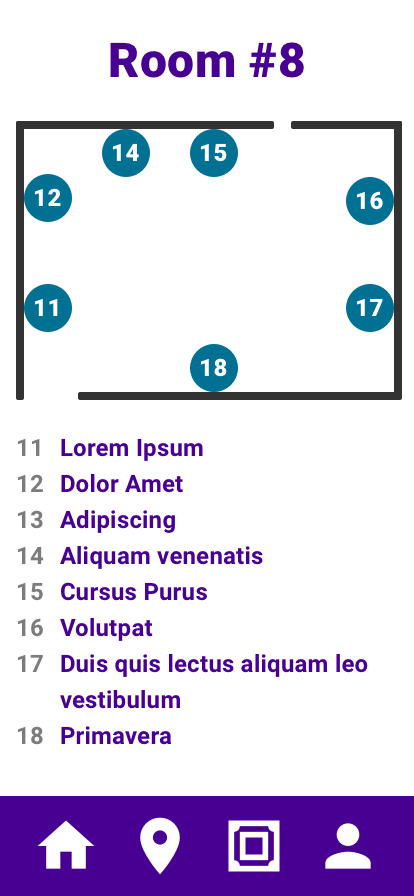 Room #8
14
15
12
16
11
17
18
11 Lorem Ipsum
12 Dolor Amet
13 Adipiscing
14 Aliquam venenatis
15 Cursus Purus
16 Volutpat
17 Duis quis lectus aliquam leo
vestibulum
18 Primavera